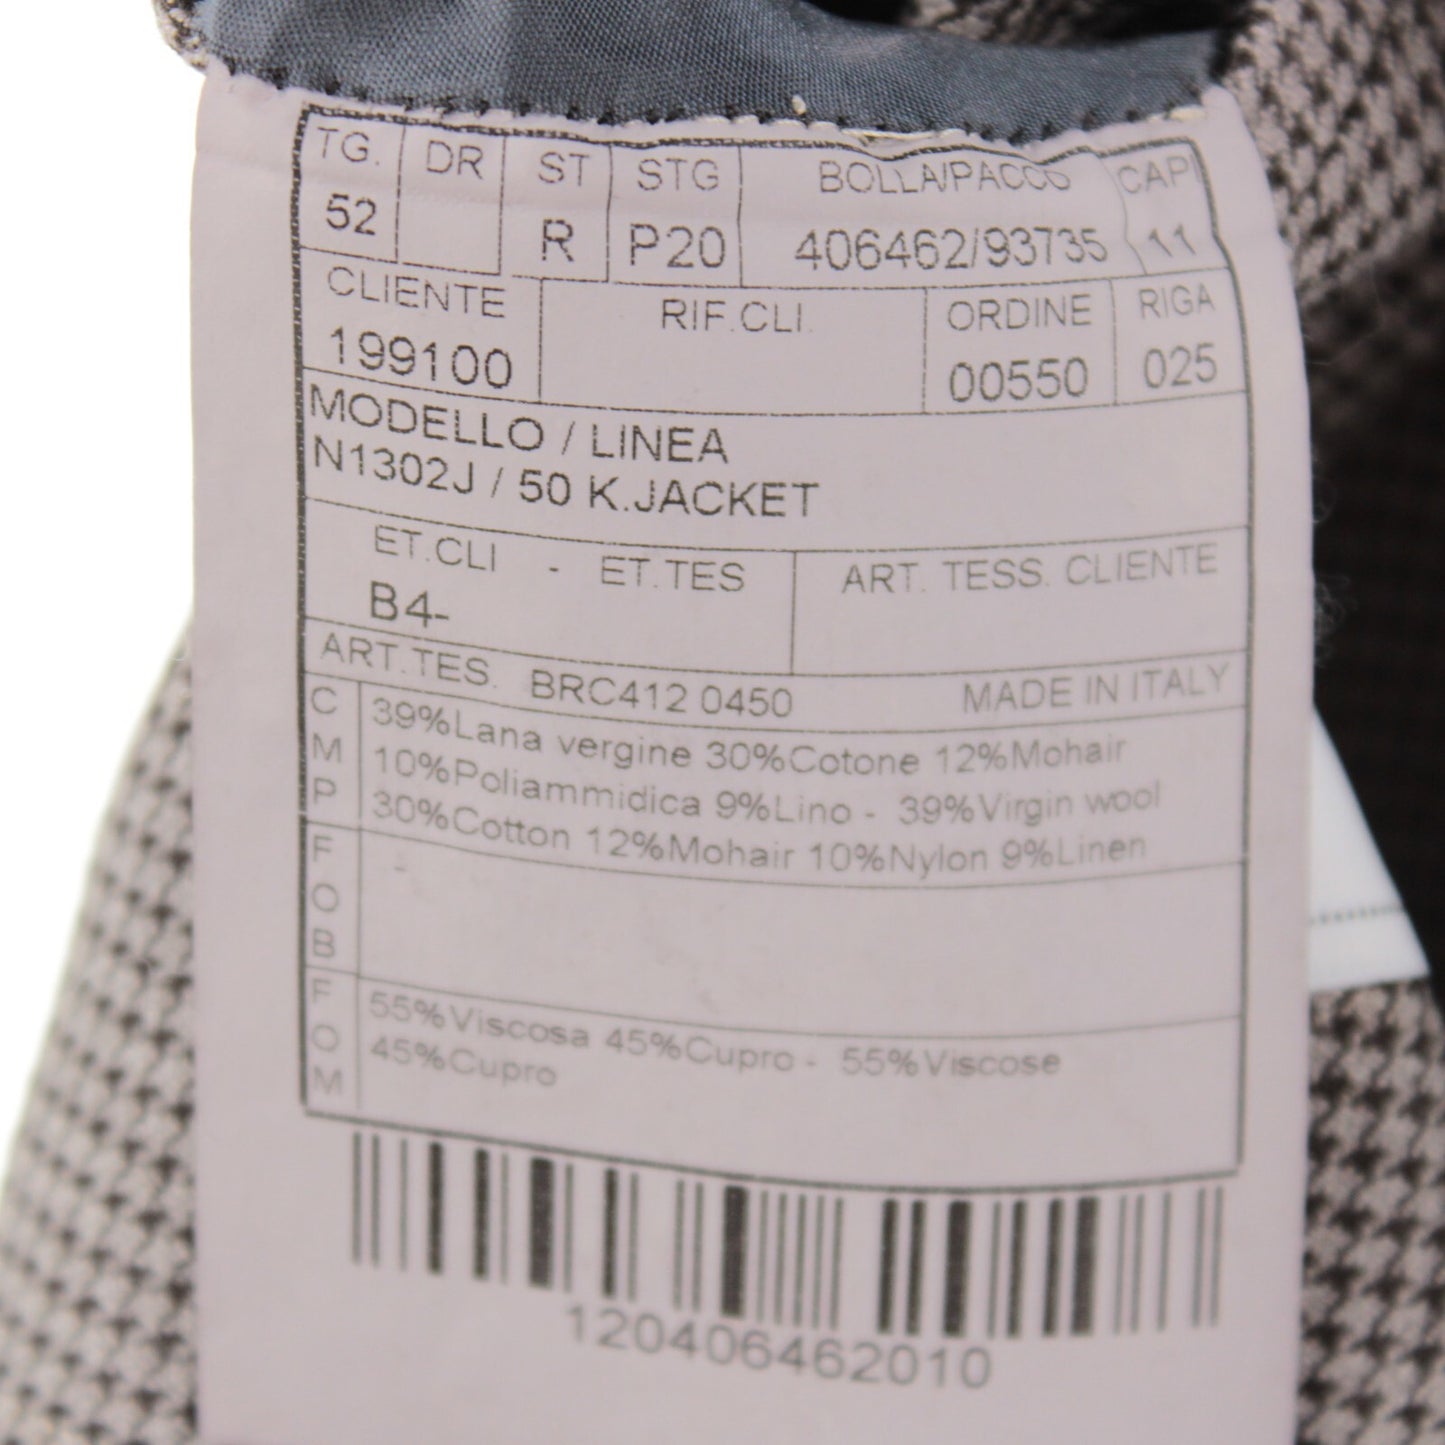 TG. DR ST STG BOLLA/PACCO CAPI
52 R P20 406462/93735 11
CLIENTE RIF.CLI. ORDINE RIGA
199100 00550 025
MODELLO / LINEA
N1302J / 50 K.JACKET
ET.CLI - ET.TES ART. TESS. CLIENTE
B4-
ART.TES. BRC412 0450 MADE IN ITALY
CMP
39%Lana vergine 30%Cotone 12%Mohair
10%Poliammidica 9%Lino - 39%Virgin wool
30%Cotton 12%Mohair 10%Nylon 9%Linen
FOB
FOM
55%Viscosa 45%Cupro - 55%Viscose
45%Cupro
120406462010